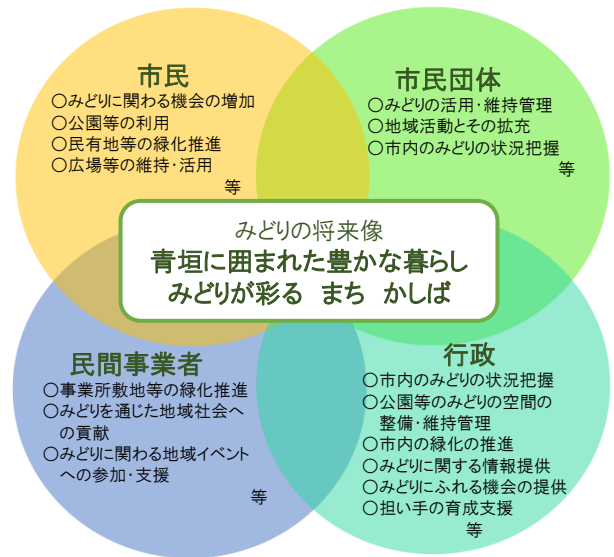 市民
○みどりに関わる機会の増加
○公園等の利用
○民有地等の緑化推進
○広場等の維持・活用
等
市民団体
○みどりの活用・維持管理
○地域活動とその拡充
○市内のみどりの状況把握
等
みどりの将来像
青垣に囲まれた豊かな暮らし
みどりが彩る　まち　かしば
民間事業者
○事業所敷地等の緑化推進
○みどりを通じた地域社会へ
の貢献
○みどりに関わる地域イベント
への参加・支援
等
行政
○市内のみどりの状況把握
○公園等のみどりの空間の
整備・維持管理
○市内の緑化の推進
○みどりに関する情報提供
○みどりにふれる機会の提供
○担い手の育成支援
等